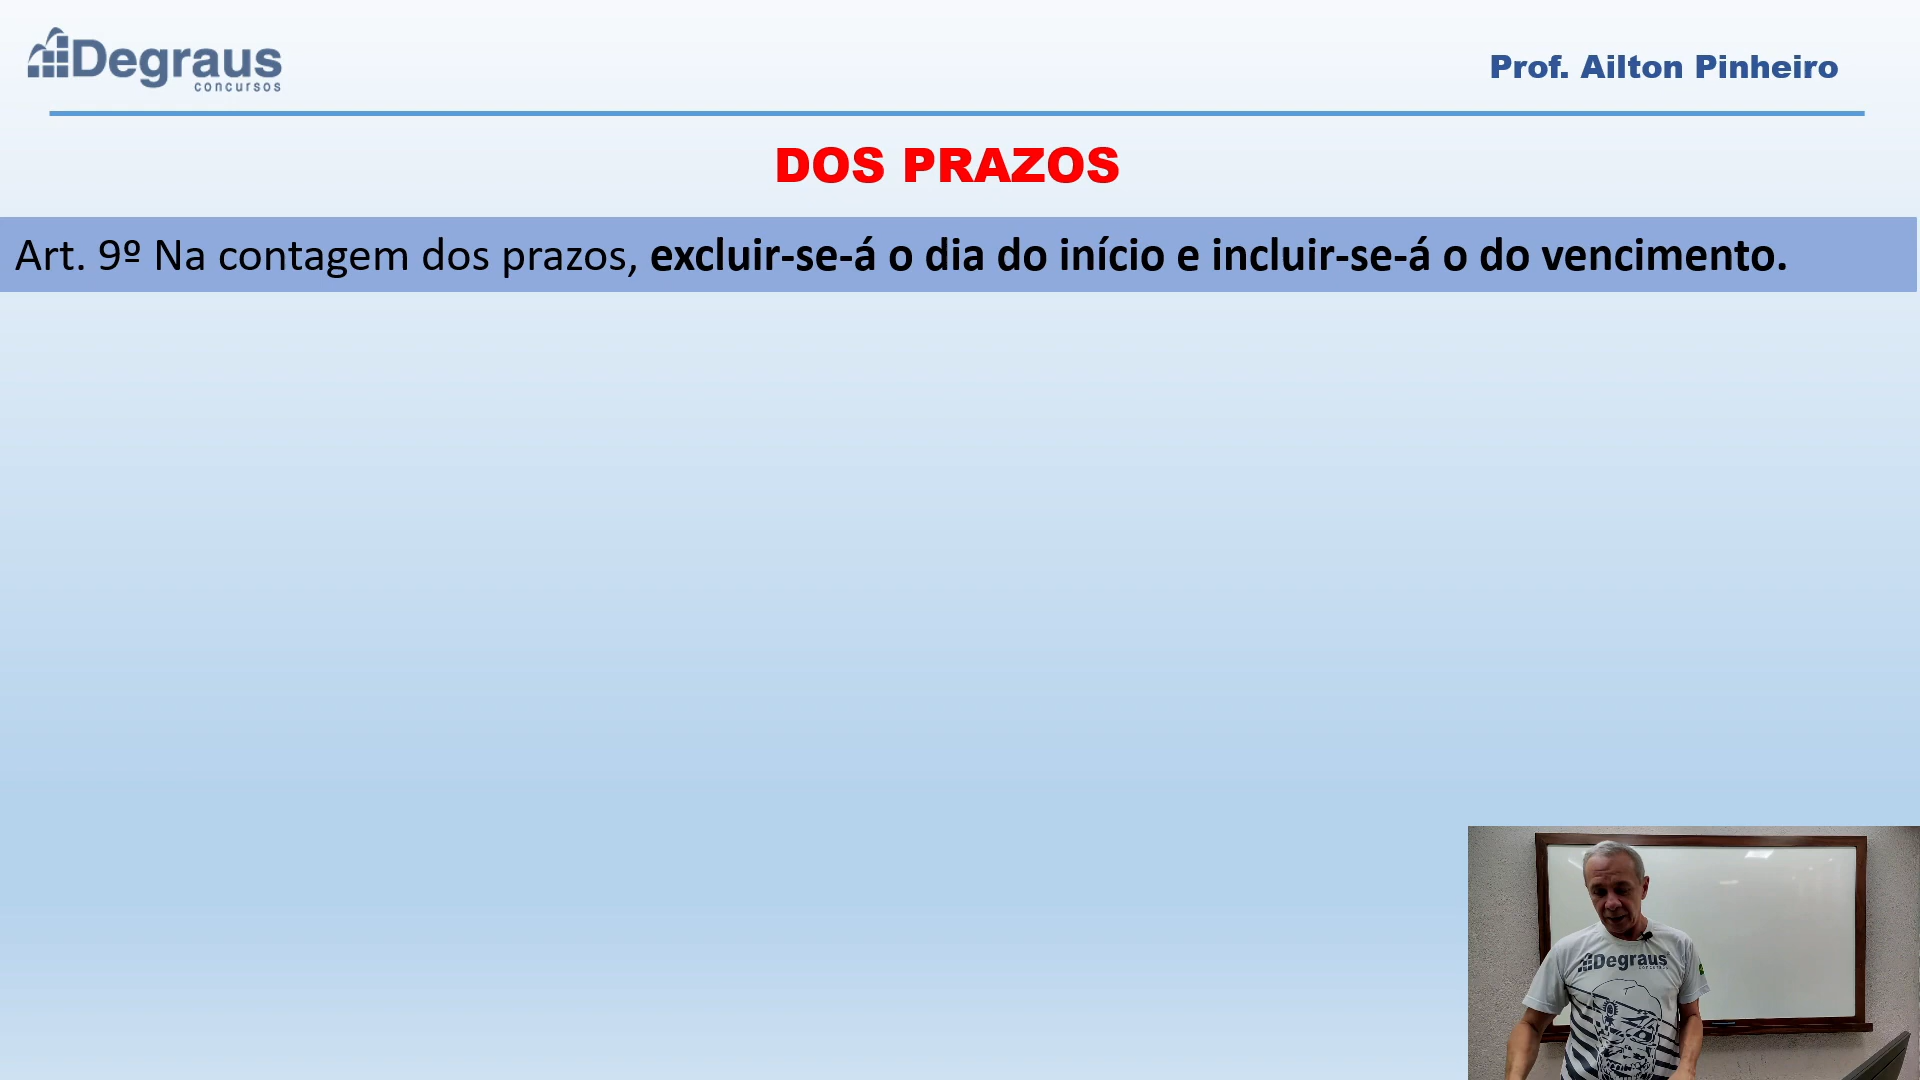 Degraus
concursos
Prof. Ailton Pinheiro
DOS PRAZOS
Art. 9º Na contagem dos prazos, excluir-se-á o dia do início e incluir-se-á o do vencimento.
Degraus